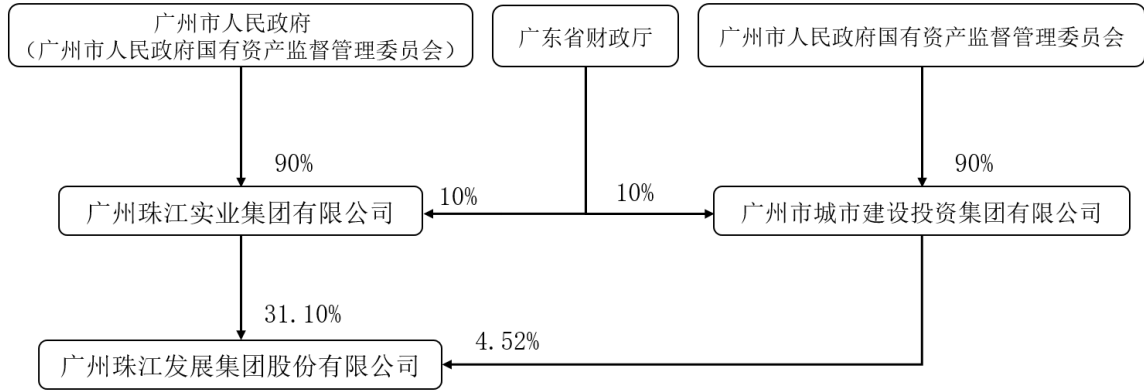 广州市人民政府
（广州市人民政府国有资产监督管理委员会）
广东省财政厅
广州市人民政府国有资产监督管理委员会
90%
90%
10%
10%
广州珠江实业集团有限公司
广州市城市建设投资集团有限公司
31.10%
4.52%
广州珠江发展集团股份有限公司